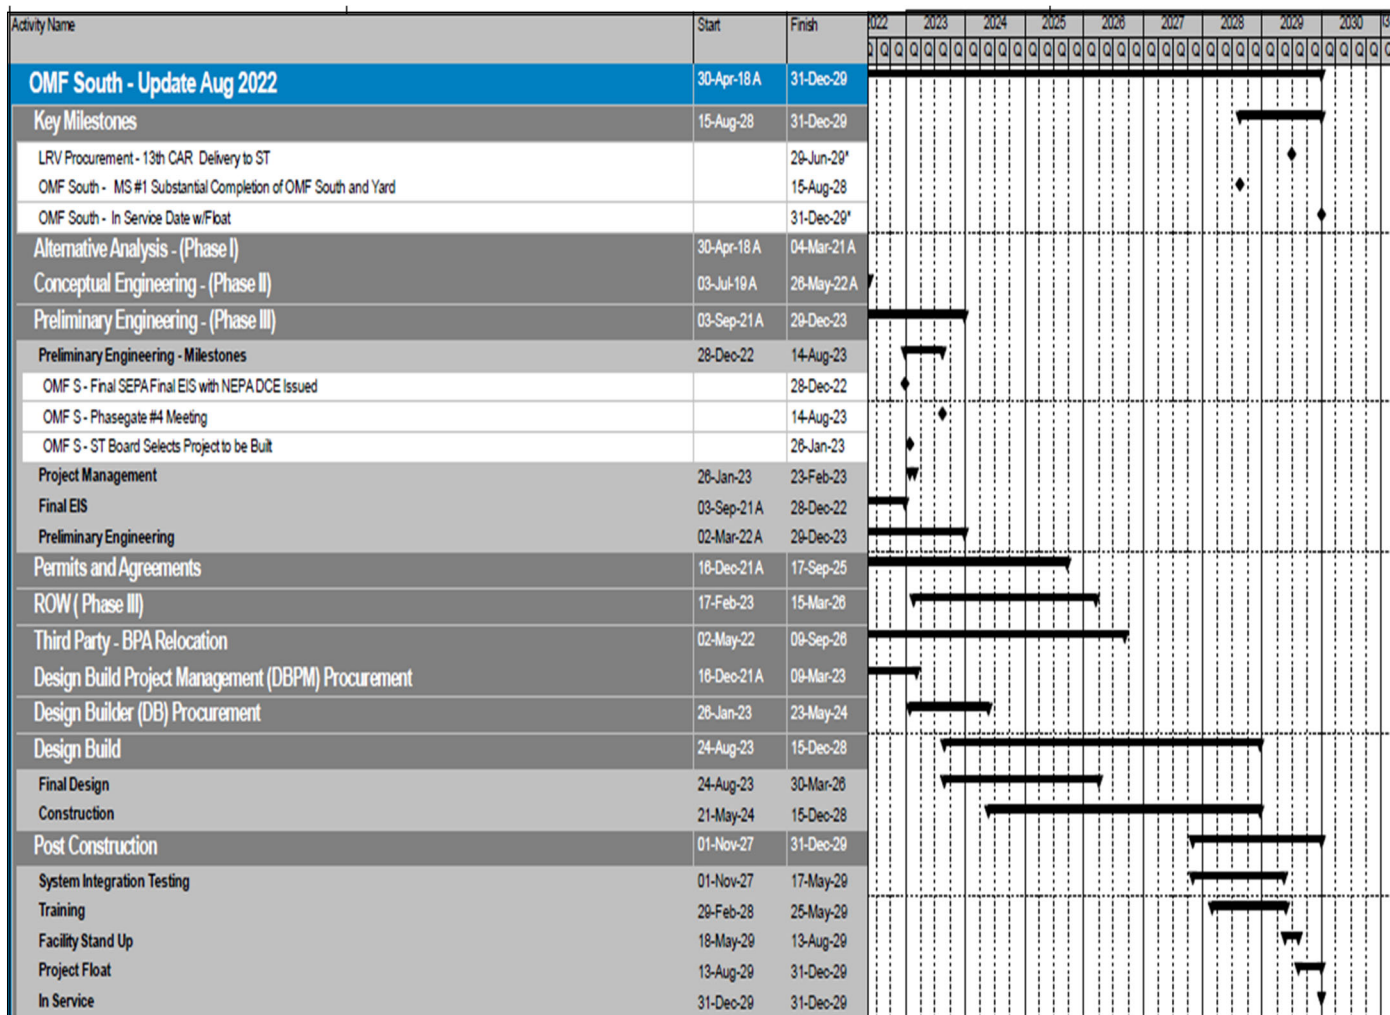 Activity Name Start Finish 2022 2023 2024 2025 2026 2027 2028 2029 2030
Q Q Q Q Q Q Q Q Q Q Q Q Q Q Q Q Q Q Q Q Q Q Q Q Q Q Q Q Q Q Q Q Q Q Q
OMF South - Update Aug 2022 30-Apr-18 A 31-Dec-29
Key Milestones 15-Aug-28 31-Dec-29
LRV Procurement - 13th CAR Delivery to ST 29-Jun-29*
OMF South - MS #1 Substantial Completion of OMF South and Yard 15-Aug-28
OMF South - In Service Date w/Float 31-Dec-29*
Alternative Analysis - (Phase I) 30-Apr-18 A 04-Mar-21 A
Conceptual Engineering - (Phase II) 03-Jul-19 A 26-May-22 A
Preliminary Engineering - (Phase III) 03-Sep-21 A 29-Dec-23
Preliminary Engineering - Milestones 28-Dec-22 14-Aug-23
OMF S - Final SEPA Final EIS with NEPA DCE Issued 28-Dec-22
OMF S - Phasegate #4 Meeting 14-Aug-23
OMF S - ST Board Selects Project to be Built 26-Jan-23
Project Management 26-Jan-23 23-Feb-23
Final EIS 03-Sep-21 A 28-Dec-22
Preliminary Engineering 02-Mar-22 A 29-Dec-23
Permits and Agreements 16-Dec-21 A 17-Sep-25
ROW ( Phase III) 17-Feb-23 15-Mar-26
Third Party - BPA Relocation 02-May-22 09-Sep-26
Design Build Project Management (DBPM) Procurement 16-Dec-21 A 09-Mar-23
Design Builder (DB) Procurement 26-Jan-23 23-May-24
Design Build 24-Aug-23 15-Dec-28
Final Design 24-Aug-23 30-Mar-26
Construction 21-May-24 15-Dec-28
Post Construction 01-Nov-27 31-Dec-29
System Integration Testing 01-Nov-27 17-May-29
Training 29-Feb-28 25-May-29
Facility Stand Up 18-May-29 13-Aug-29
Project Float 13-Aug-29 31-Dec-29
In Service 31-Dec-29 31-Dec-29